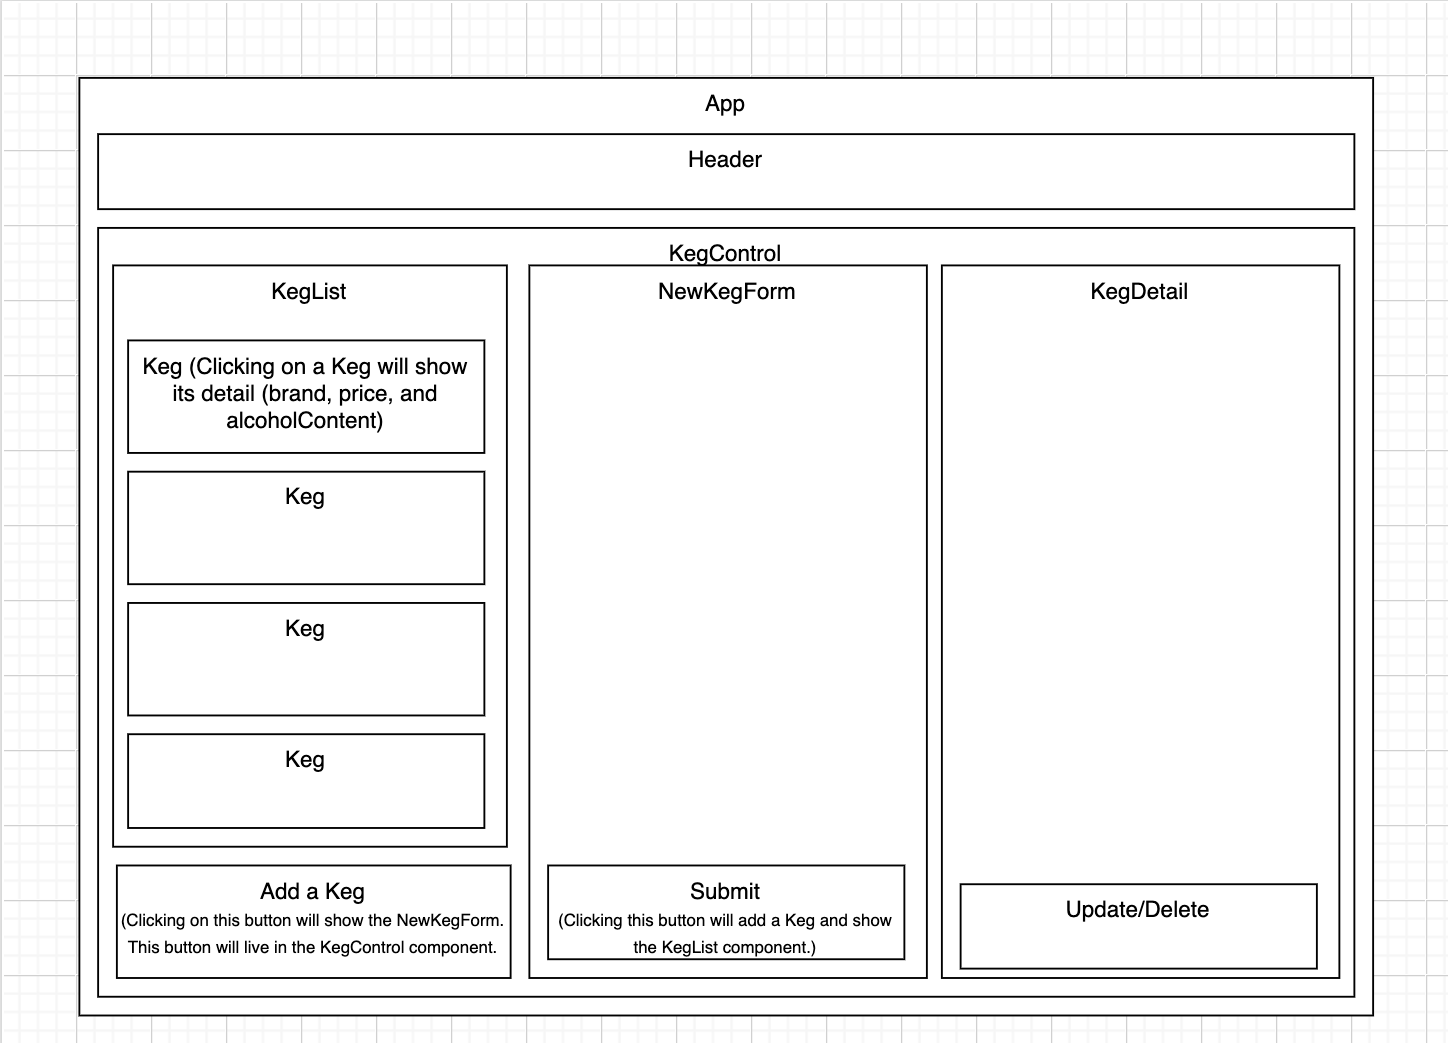 App
Header
KegControl
KegList
Keg (Clicking on a Keg will show
its detail (brand, price, and
alcoholContent)
Keg
Keg
Keg
Add a Keg
(Clicking on this button will show the NewKegForm.
This button will live in the KegControl component.
NewKegForm
Submit
(Clicking this button will add a Keg and show
the KegList component.)
KegDetail
Update/Delete